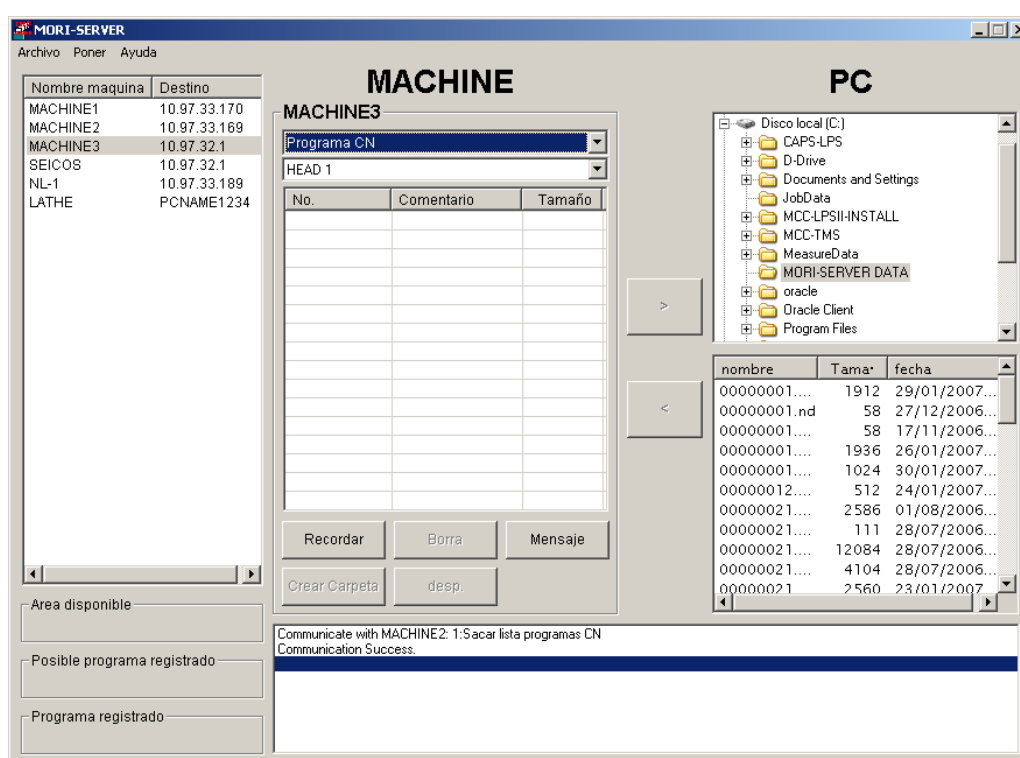 MORI-SERVER
Archivo Poner Ayuda
MACHINE
PC
Nombre maquina Destino
MACHINE1 10.97.33.170
MACHINE2 10.97.33.169
MACHINE3 10.97.32.1
SEICOS 10.97.32.1
NL-1 10.97.33.189
LATHE PCNAME1234
MACHINE3
Programa CN
HEAD 1
No. Comentario Tamaño
Recordar Borra Mensaje
Crear Carpeta desp.
>
<
Disco local (C:)
CAPS-LPS
D-Drive
Documents and Settings
JobData
MCC-LPSII-INSTALL
MCC-TMS
MeasureData
MORI-SERVER DATA
oracle
Oracle Client
Program Files
nombre Tama· fecha
00000001.... 1912 29/01/2007...
00000001.nd 58 27/12/2006...
00000001.... 58 17/11/2006...
00000001.... 1936 26/01/2007...
00000001.... 1024 30/01/2007...
00000012.... 512 24/01/2007...
00000021.... 2586 01/08/2006...
00000021.... 111 28/07/2006...
00000021.... 12084 28/07/2006...
00000021.... 4104 28/07/2006...
00000021 2560 23/01/2007
Area disponible
Posible programa registrado
Programa registrado
Communicate with MACHINE2: 1:Sacar lista programas CN
Communication Success.